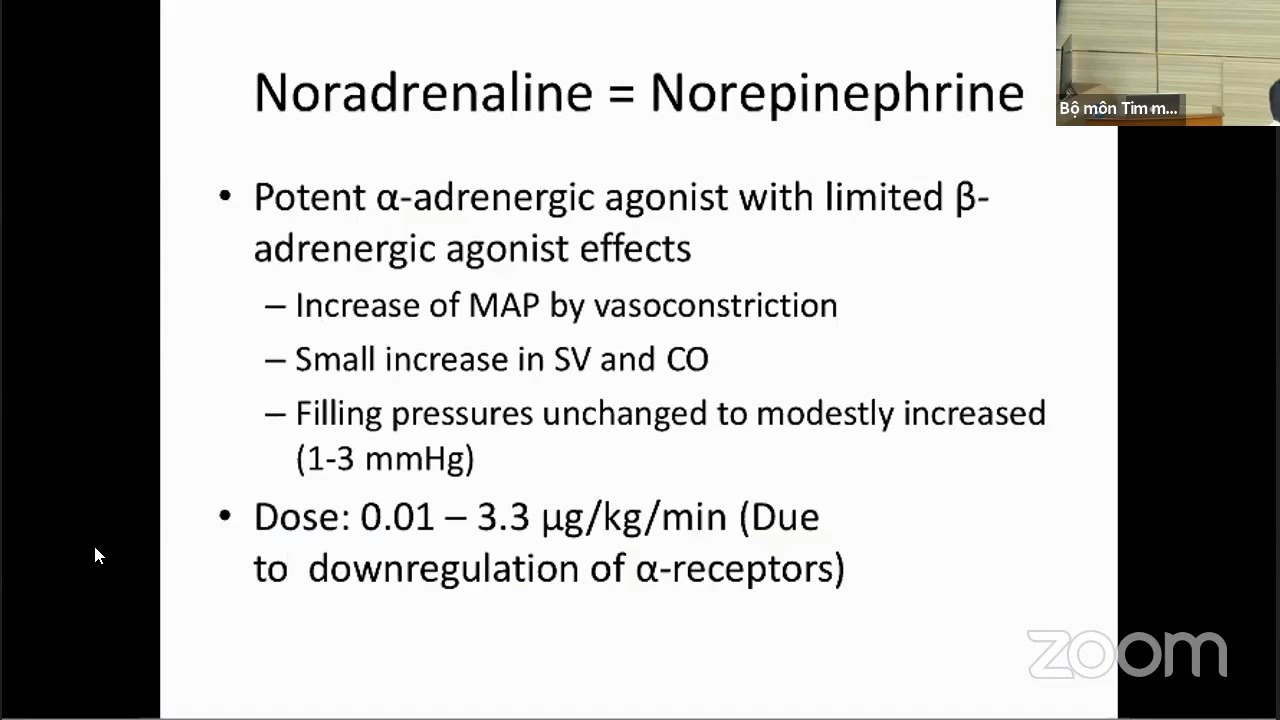 Noradrenaline = Norepinephrine
Bộ môn Tim m...
• Potent α-adrenergic agonist with limited β-
adrenergic agonist effects
– Increase of MAP by vasoconstriction
– Small increase in SV and CO
– Filling pressures unchanged to modestly increased
(1-3 mmHg)
• Dose: 0.01 – 3.3 μg/kg/min (Due
to downregulation of α-receptors)
zoom